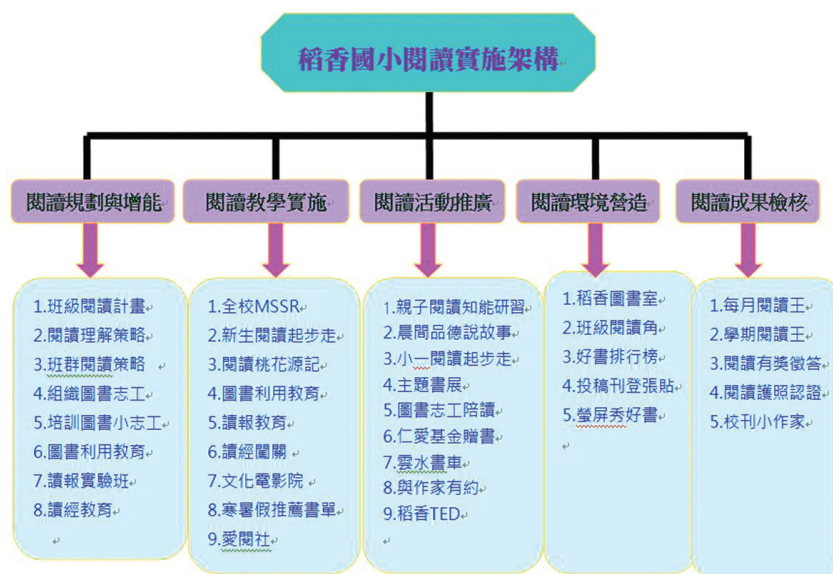 稻香國小閱讀實施架構
閱讀規劃與增能
1.班級閱讀計畫
2.閱讀理解策略
3.班群閱讀策略
4.組織圖書志工
5.培訓圖書小志工
6.圖書利用教育
7.讀報實驗班
8.讀經教育
閱讀教學實施
1.全校MSSR
2.新生閱讀起步走
3.閱讀桃花源記
4.圖書利用教育
5.讀報教育
6.讀經闖關
7.文化電影院
8.寒暑假推薦書單
9.愛閱社
閱讀活動推廣
1.親子閱讀知能研習
2.晨間品德說故事
3.小一閱讀起步走
4.主題書展
5.圖書志工陪讀
6.仁愛基金贈書
7.雲水書車
8.與作家有約
9.稻香TED
閱讀環境營造
1.稻香圖書室
2.班級閱讀角
3.好書排行榜
4.投稿刊登張貼
5.螢屏秀好書
閱讀成果檢核
1.每月閱讀王
2.學期閱讀王
3.閱讀有獎徵答
4.閱讀護照認證
5.校刊小作家